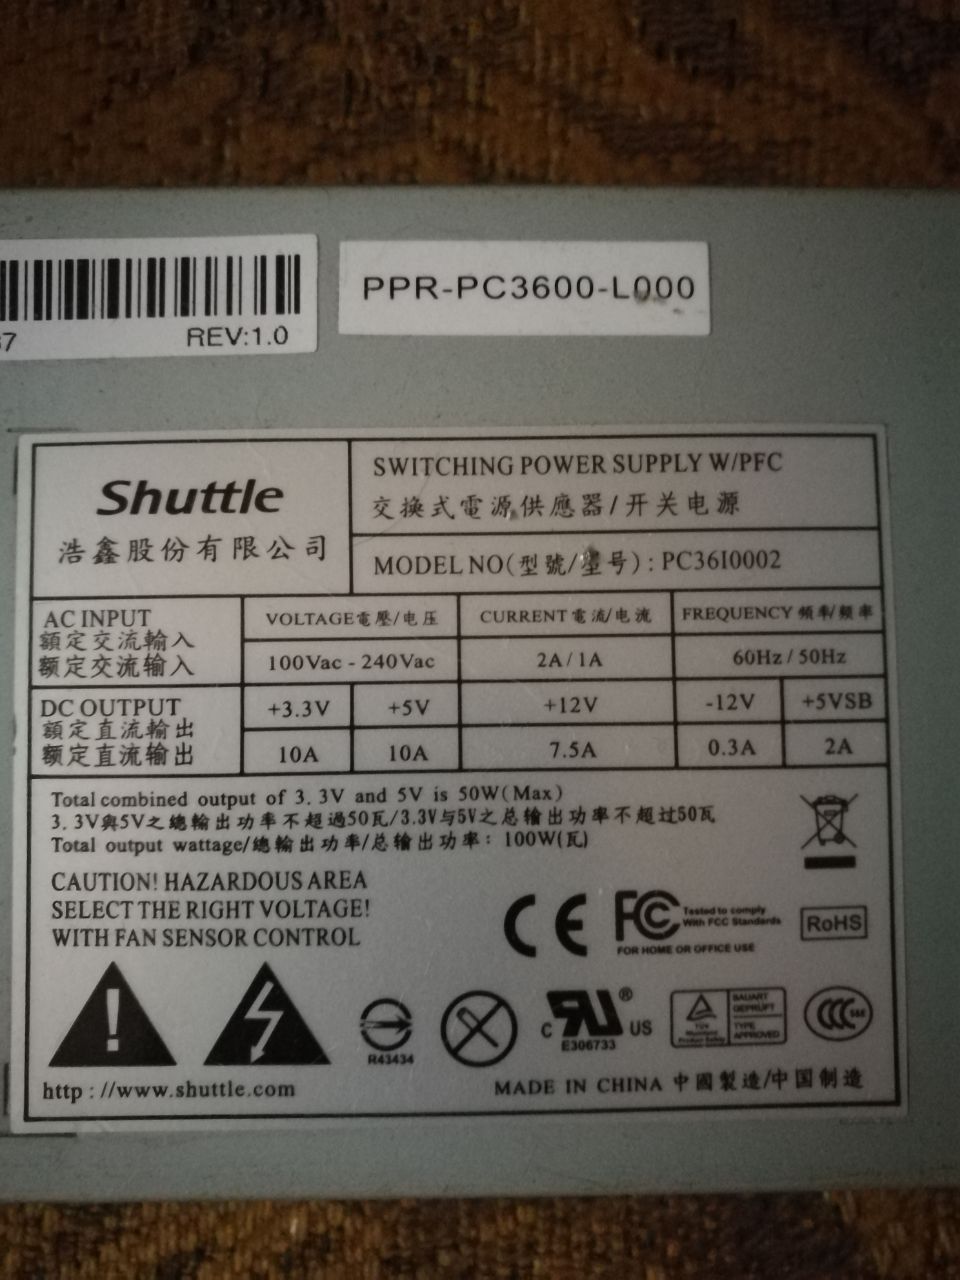 PPR-PC3600-L000
37
REV:1.0
Shuttle
浩鑫股份有限公司
SWITCHING POWER SUPPLY W/PFC
交換式電源供應器/开关电源
MODEL NO(型號/型号): PC36I0002
AC INPUT
額定交流輸入
额定交流输入
VOLTAGE電壓/电压
CURRENT電流/电流
FREQUENCY 頻率/频率
100Vac - 240Vac
2A/1A
60Hz/50Hz
DC OUTPUT
額定直流輸出
额定直流输出
+3.3V
+5V
+12V
-12V
+5VSB
10A
10A
7.5A
0.3A
2A
Total combined output of 3.3V and 5V is 50W(Max)
3.3V與5V之總輸出功率不超過50瓦/3.3V与5V之总输出功率不超过50瓦
Total output wattage/總輸出功率/总输出功率: 100W(瓦)
CAUTION! HAZARDOUS AREA
SELECT THE RIGHT VOLTAGE!
WITH FAN SENSOR CONTROL
CE
FC
Tested to comply
With FCC Standards
FOR HOME OR OFFICE USE
RoHS
R43434
c RU US ®
E306733
TÜV
BAUART
GEPRÜFT
TYPE
APPROVED
CCC S&E
http://www.shuttle.com
MADE IN CHINA 中國製造/中国制造